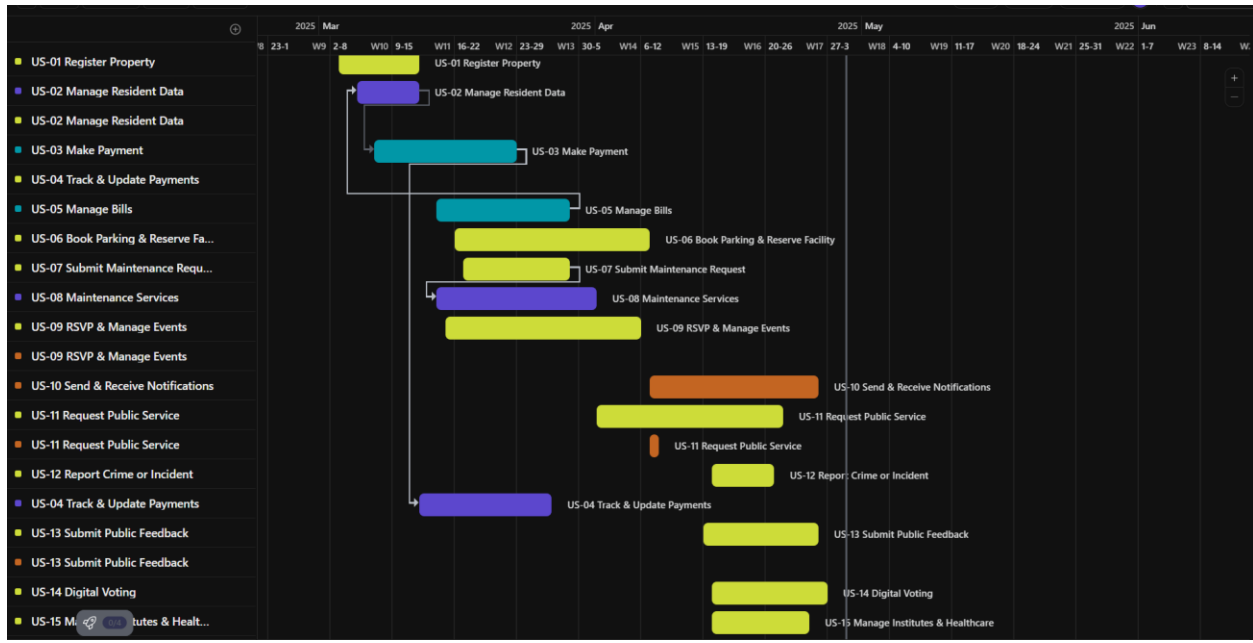 2025 Mar 2025 Apr 2025 May 2025 Jun
23-1 W9 2-8 W10 9-15 W11 16-22 W12 23-29 W13 30-5 W14 6-12 W15 13-19 W16 20-26 W17 27-3 W18 4-10 W19 11-17 W20 18-24 W21 25-31 W22 1-7 W23 8-14
US-01 Register Property US-01 Register Property
US-02 Manage Resident Data US-02 Manage Resident Data
US-02 Manage Resident Data
US-03 Make Payment US-03 Make Payment
US-04 Track & Update Payments
US-05 Manage Bills US-05 Manage Bills
US-06 Book Parking & Reserve Fa... US-06 Book Parking & Reserve Facility
US-07 Submit Maintenance Requ... US-07 Submit Maintenance Request
US-08 Maintenance Services US-08 Maintenance Services
US-09 RSVP & Manage Events US-09 RSVP & Manage Events
US-09 RSVP & Manage Events
US-10 Send & Receive Notifications US-10 Send & Receive Notifications
US-11 Request Public Service US-11 Request Public Service
US-11 Request Public Service US-11 Request Public Service
US-12 Report Crime or Incident US-12 Report Crime or Incident
US-04 Track & Update Payments US-04 Track & Update Payments
US-13 Submit Public Feedback US-13 Submit Public Feedback
US-13 Submit Public Feedback
US-14 Digital Voting US-14 Digital Voting
US-15 M 0/4 tutes & Healt... US-15 Manage Institutes & Healthcare